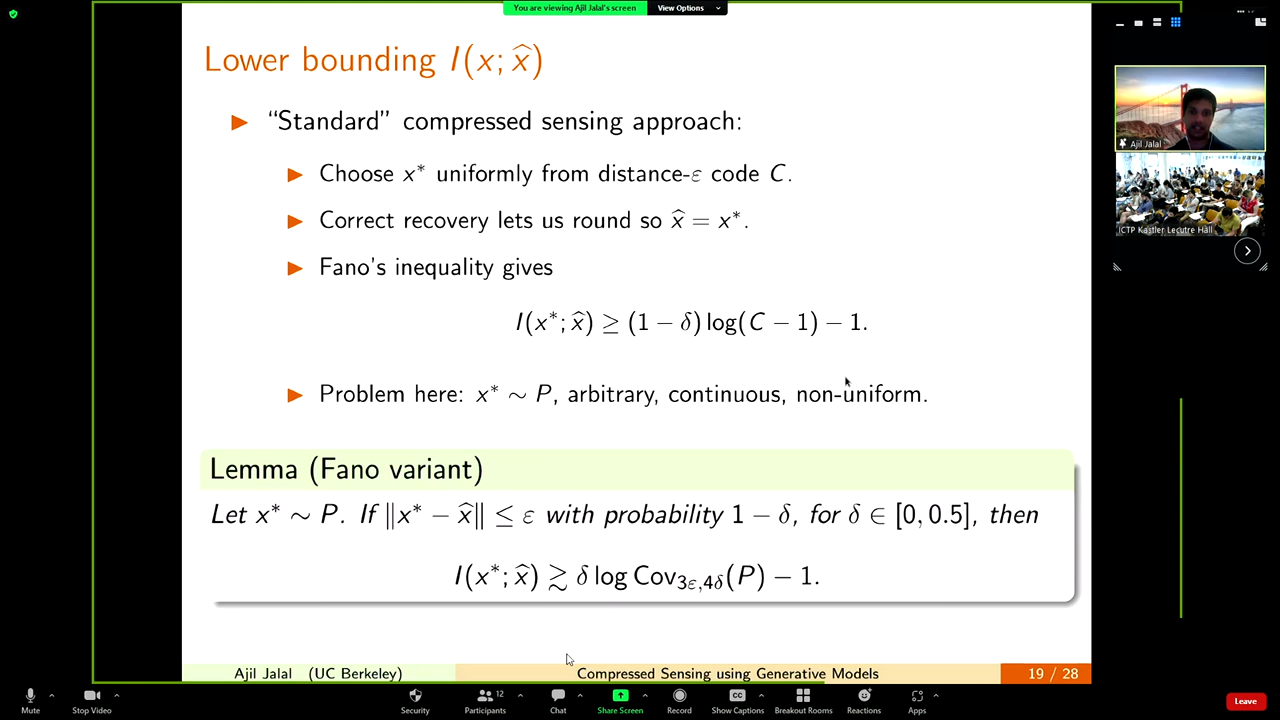 You are viewing Ajil Jalal's screen
View Options
Lower bounding I(x; x̂)
▶ “Standard” compressed sensing approach:
▶ Choose x* uniformly from distance-ε code C.
▶ Correct recovery lets us round so x̂ = x*.
▶ Fano's inequality gives
I(x*; x̂) ≥ (1 − δ) log(C − 1) − 1.
▶ Problem here: x* ∼ P, arbitrary, continuous, non-uniform.
Lemma (Fano variant)
Let x* ∼ P. If ‖x* − x̂‖ ≤ ε with probability 1 − δ, for δ ∈ [0, 0.5], then
I(x*; x̂) ≳ δ log Cov₃ε,₄δ(P) − 1.
Ajil Jalal (UC Berkeley)
Compressed Sensing using Generative Models
19 / 28
Ajil Jalal
ICTP Kastler Lecutre Hall
Mute
Stop Video
Security
Participants
12
Chat
Share Screen
Record
Show Captions
Breakout Rooms
Reactions
Apps
Leave